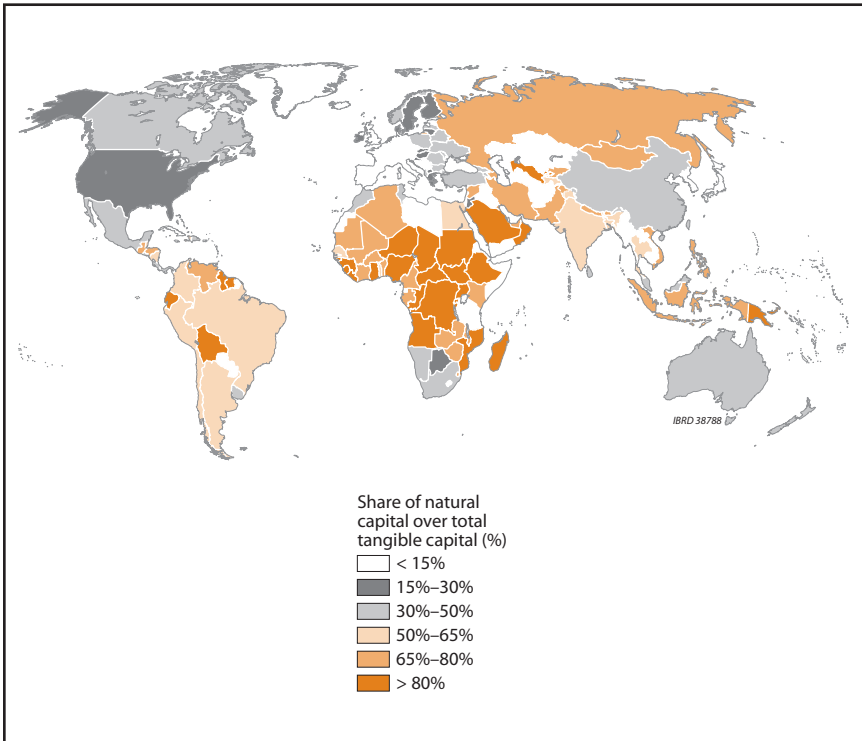 IBRD 38788
Share of natural
capital over total
tangible capital (%)
< 15%
15%–30%
30%–50%
50%–65%
65%–80%
> 80%